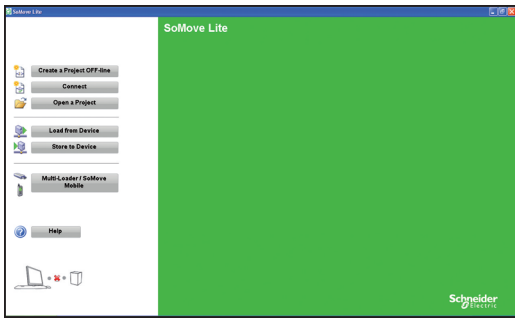 SoMove Lite
SoMove Lite
Create a Project OFF-line
Connect
Open a Project
Load from Device
Store to Device
Multi-Loader / SoMove
Mobile
Help
Schneider
Electric